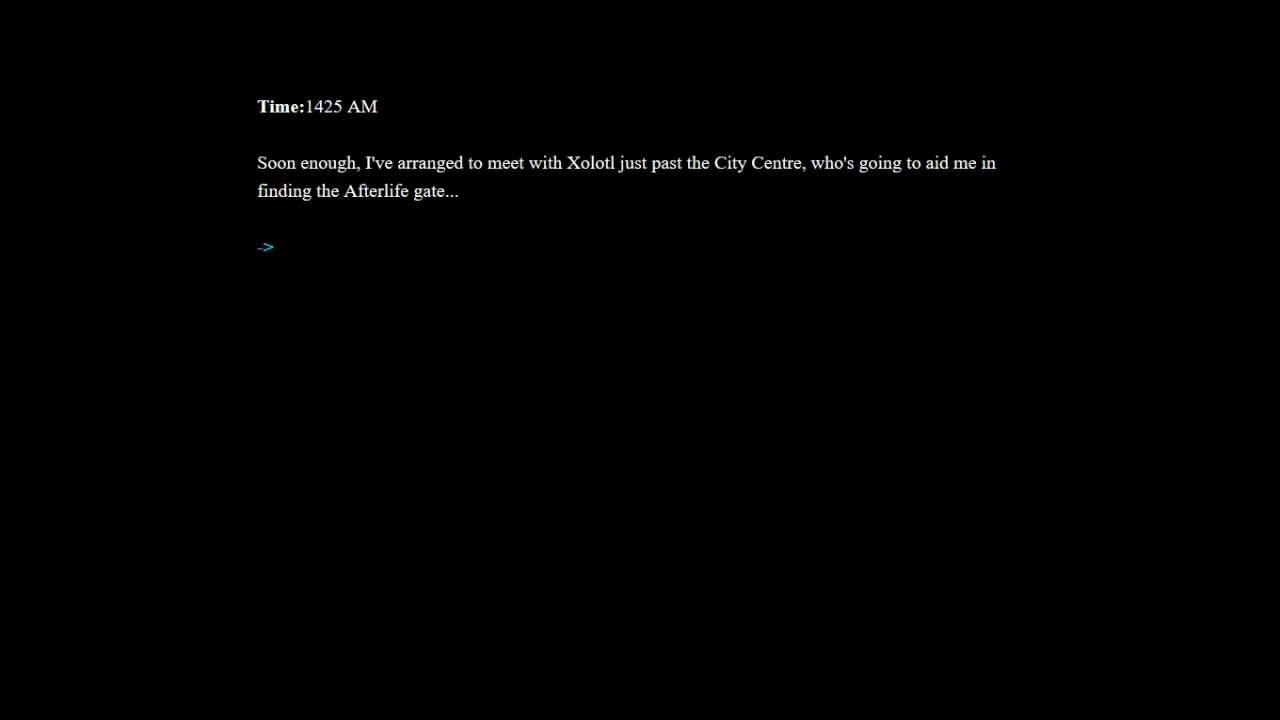 Time:1425 AM
Soon enough, I've arranged to meet with Xolotl just past the City Centre, who's going to aid me in
finding the Afterlife gate...
–>